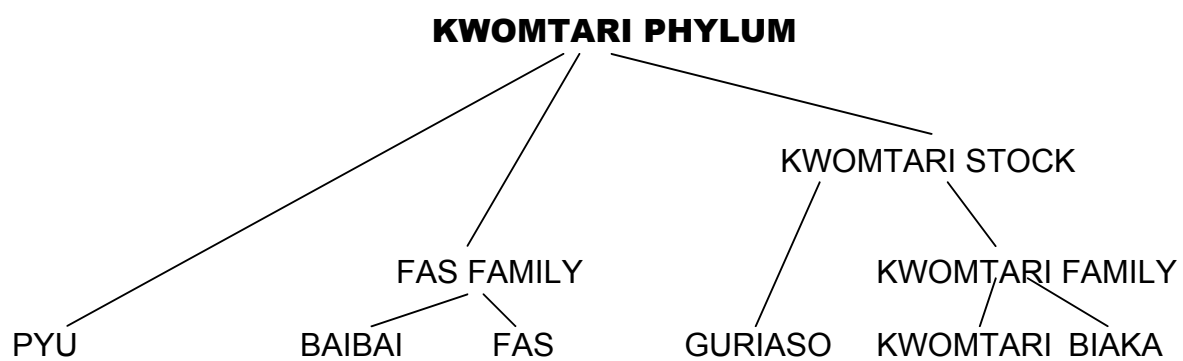 KWOMTARI PHYLUM
KWOMTARI STOCK
FAS FAMILY KWOMTARI FAMILY
PYU BAIBAI FAS GURIASO KWOMTARI BIAKA